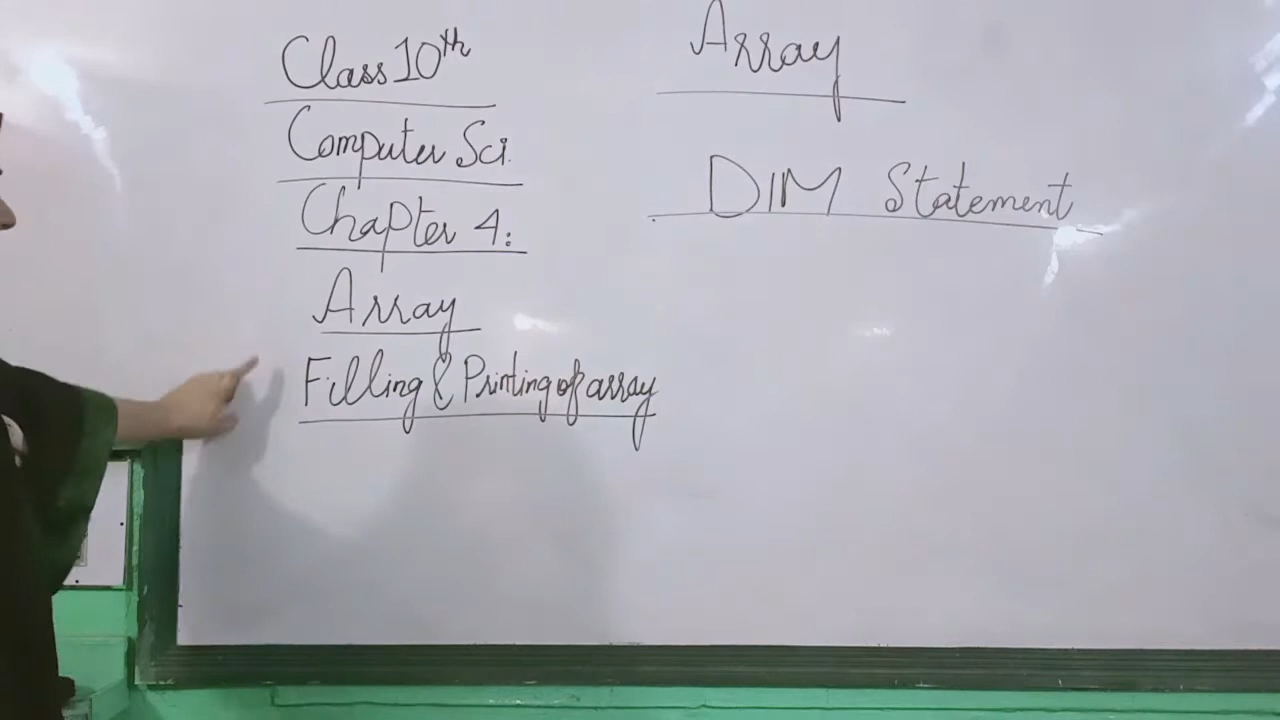 Class 10th
Computer Sci.
Chapter 4:
Array
Filling & Printing of array
Array
DIM Statement